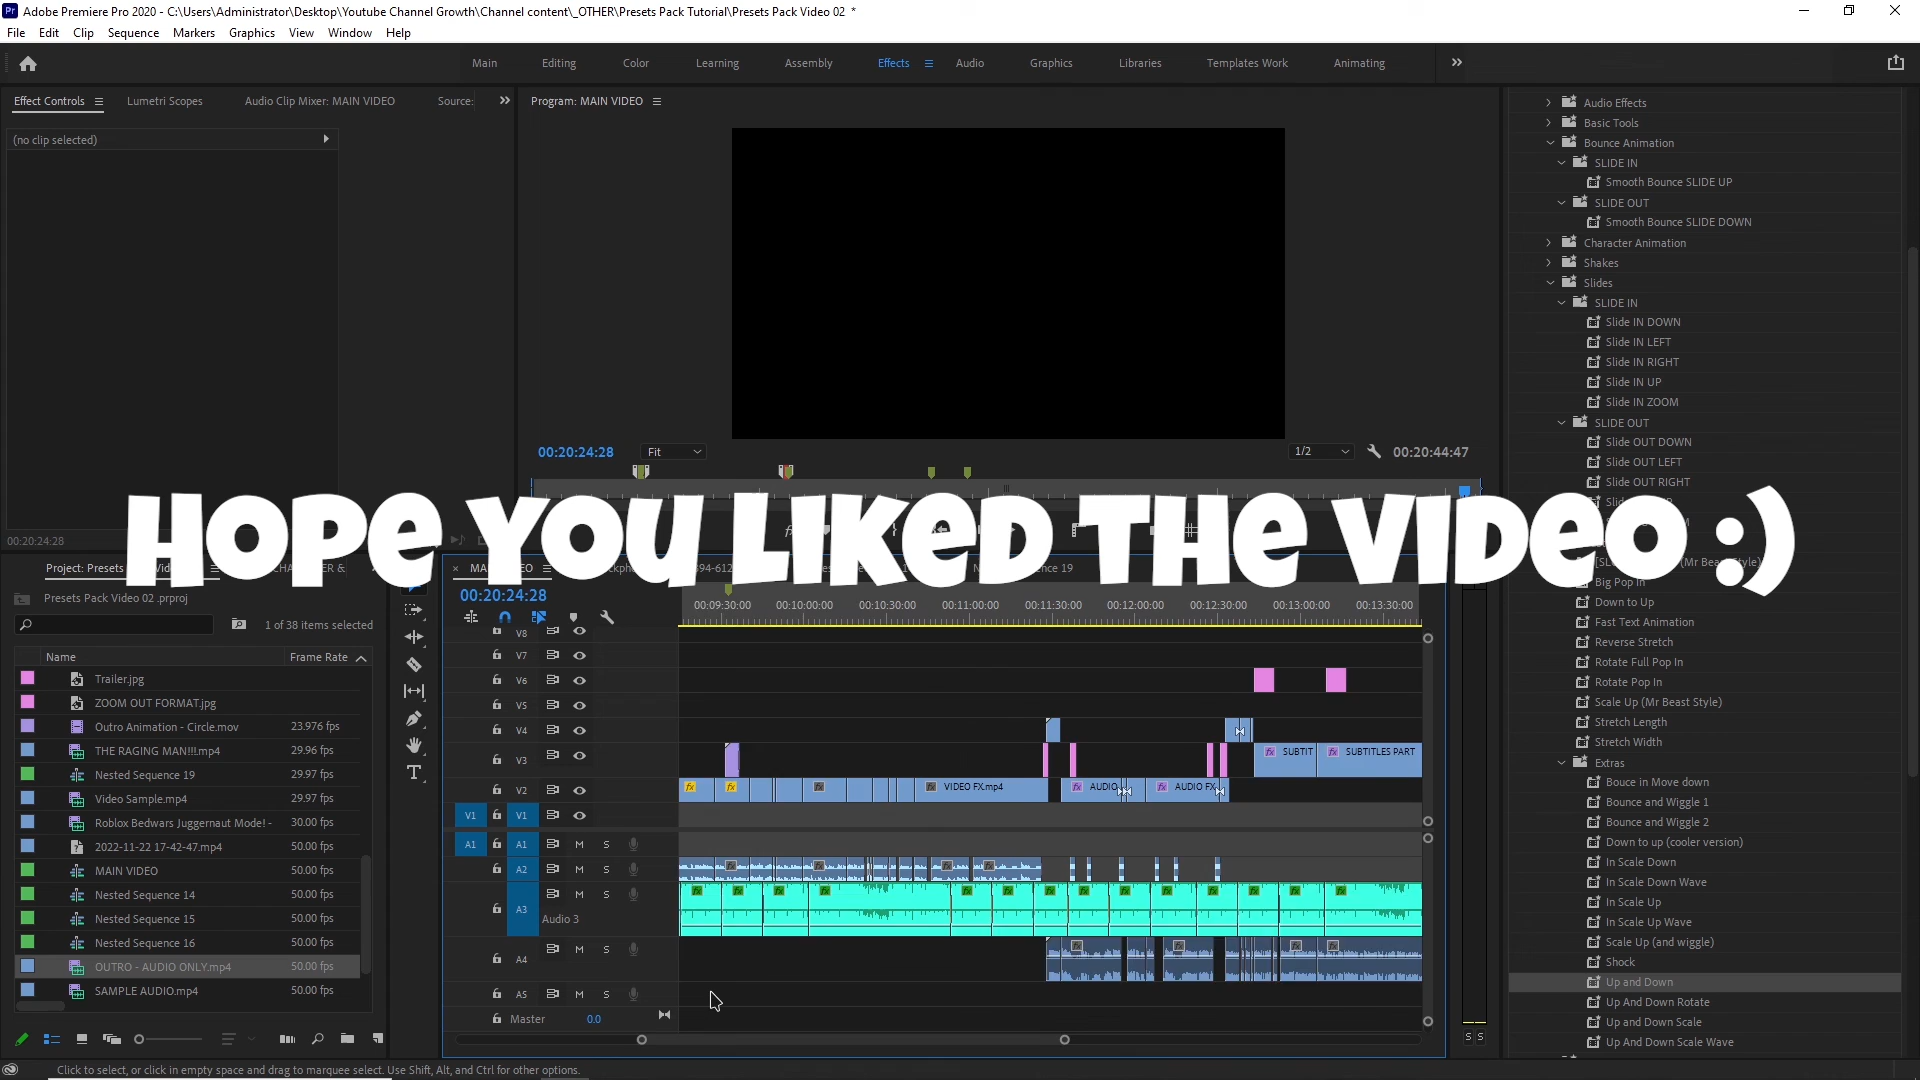 Adobe Premiere Pro 2020 - C:\Users\Administrator\Desktop\Youtube Channel Growth\Channel content\_OTHER\Presets Pack Tutorial\Presets Pack Video 02 *
File Edit Clip Sequence Markers Graphics View Window Help
Main Editing Color Learning Assembly Effects Audio Graphics Libraries Templates Work Animating
Effect Controls Lumetri Scopes Audio Clip Mixer: MAIN VIDEO Source:
(no clip selected)
00:20:24:28
Program: MAIN VIDEO
00:20:24:28 Fit 1/2 00:20:44:47
HOPE YOU LIKED THE VIDEO :)
Project: Presets
Presets Pack Video 02 .prproj
1 of 38 items selected
Name Frame Rate
Trailer.jpg
ZOOM OUT FORMAT.jpg
Outro Animation - Circle.mov 23.976 fps
THE RAGING MAN!!!.mp4 29.96 fps
Nested Sequence 19 29.97 fps
Video Sample.mp4 29.97 fps
Roblox Bedwars Juggernaut Mode! - 30.00 fps
2022-11-22 17-42-47.mp4 50.00 fps
MAIN VIDEO 50.00 fps
Nested Sequence 14 50.00 fps
Nested Sequence 15 50.00 fps
Nested Sequence 16 50.00 fps
OUTRO - AUDIO ONLY.mp4 50.00 fps
SAMPLE AUDIO.mp4 50.00 fps
00:20:24:28
00:09:30:00 00:10:00:00 00:10:30:00 00:11:00:00 00:11:30:00 00:12:00:00 00:12:30:00 00:13:00:00 00:13:30:00
V8
V7
V6
V5
V4
V3 SUBTIT SUBTITLES PART
V2 VIDEO FX.mp4 AUDIO AUDIO FX
V1 V1
A1 A1 M S
A2 M S
A3 M S
Audio 3
A4 M S
A5 M S
Master 0.0
S S
Audio Effects
Basic Tools
Bounce Animation
SLIDE IN
Smooth Bounce SLIDE UP
SLIDE OUT
Smooth Bounce SLIDE DOWN
Character Animation
Shakes
Slides
SLIDE IN
Slide IN DOWN
Slide IN LEFT
Slide IN RIGHT
Slide IN UP
Slide IN ZOOM
SLIDE OUT
Slide OUT DOWN
Slide OUT LEFT
Slide OUT RIGHT
Big Pop In
Down to Up
Fast Text Animation
Reverse Stretch
Rotate Full Pop In
Rotate Pop In
Scale Up (Mr Beast Style)
Stretch Length
Stretch Width
Extras
Bouce in Move down
Bounce and Wiggle 1
Bounce and Wiggle 2
Down to up (cooler version)
In Scale Down
In Scale Down Wave
In Scale Up
In Scale Up Wave
Scale Up (and wiggle)
Shock
Up and Down
Up And Down Rotate
Up and Down Scale
Up And Down Scale Wave
Click to select, or click in empty space and drag to marquee select. Use Shift, Alt, and Ctrl for other options.